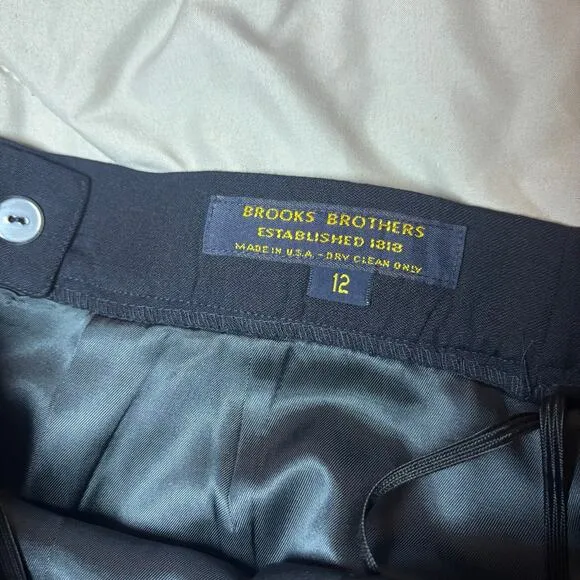 BROOKS BROTHERS
ESTABLISHED 1818
MADE IN U.S.A. - DRY CLEAN ONLY
12